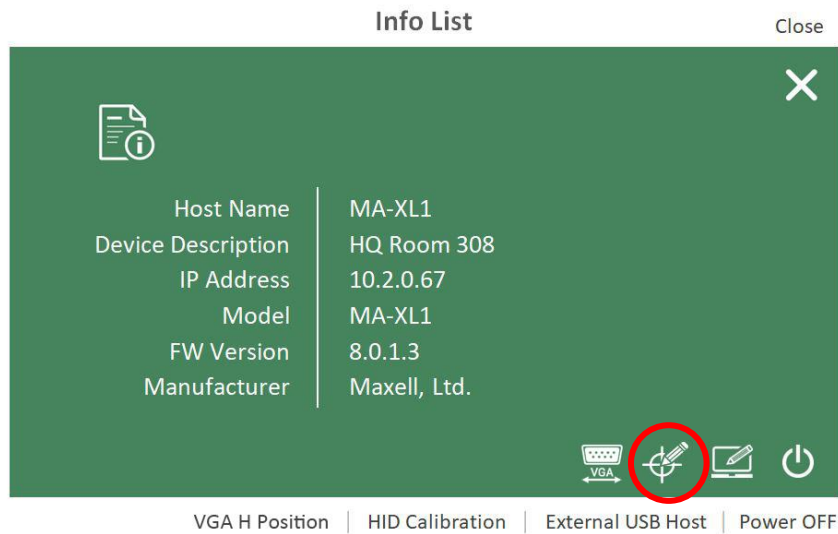 Info List
Close
Host Name MA-XL1
Device Description HQ Room 308
IP Address 10.2.0.67
Model MA-XL1
FW Version 8.0.1.3
Manufacturer Maxell, Ltd.
VGA
VGA H Position | HID Calibration | External USB Host | Power OFF